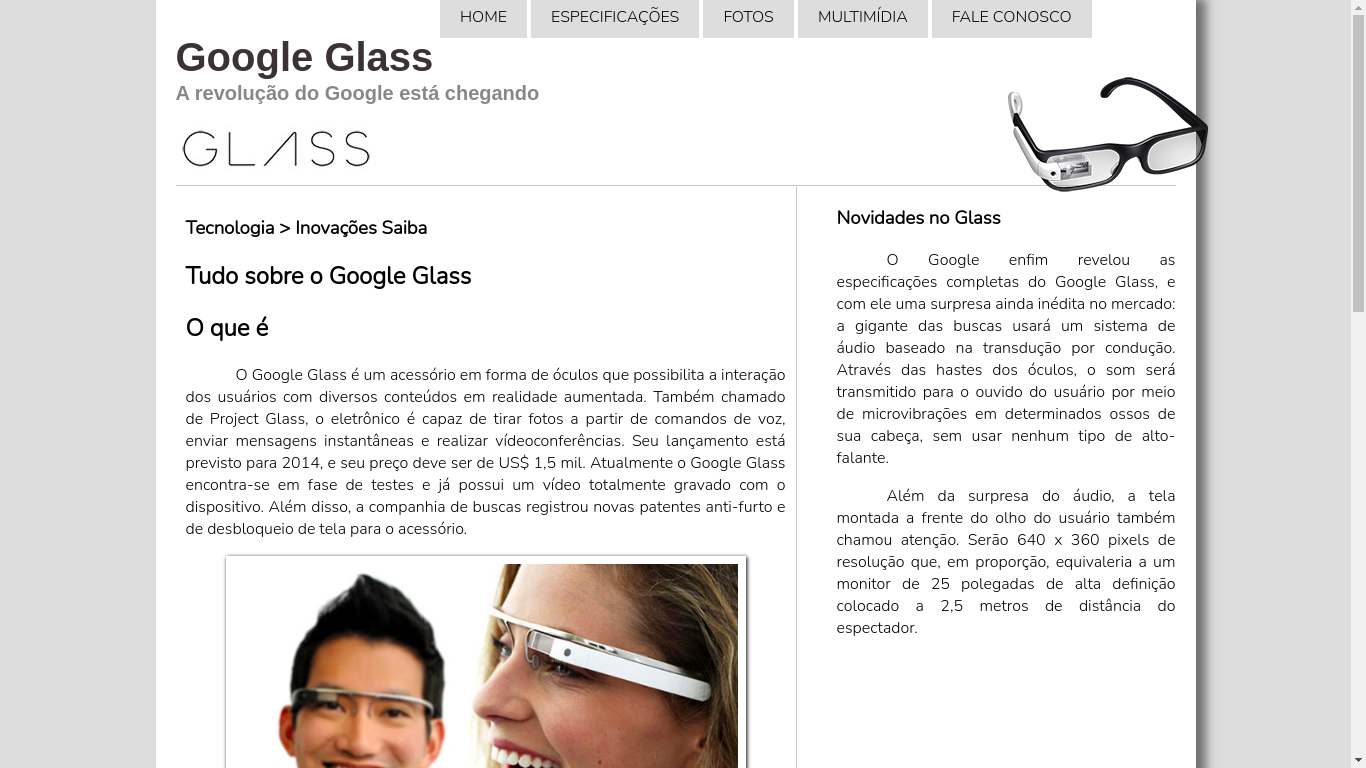 HOME ESPECIFICAÇÕES FOTOS MULTIMÍDIA FALE CONOSCO
Google Glass
A revolução do Google está chegando
GLASS
Tecnologia > Inovações Saiba
Tudo sobre o Google Glass
O que é
O Google Glass é um acessório em forma de óculos que possibilita a interação
dos usuários com diversos conteúdos em realidade aumentada. Também chamado
de Project Glass, o eletrônico é capaz de tirar fotos a partir de comandos de voz,
enviar mensagens instantâneas e realizar vídeoconferências. Seu lançamento está
previsto para 2014, e seu preço deve ser de US$ 1,5 mil. Atualmente o Google Glass
encontra-se em fase de testes e já possui um vídeo totalmente gravado com o
dispositivo. Além disso, a companhia de buscas registrou novas patentes anti-furto e
de desbloqueio de tela para o acessório.
Novidades no Glass
O Google enfim revelou as
especificações completas do Google Glass, e
com ele uma surpresa ainda inédita no mercado:
a gigante das buscas usará um sistema de
áudio baseado na transdução por condução.
Através das hastes dos óculos, o som será
transmitido para o ouvido do usuário por meio
de microvibrações em determinados ossos de
sua cabeça, sem usar nenhum tipo de alto-
falante.
Além da surpresa do áudio, a tela
montada a frente do olho do usuário também
chamou atenção. Serão 640 x 360 pixels de
resolução que, em proporção, equivaleria a um
monitor de 25 polegadas de alta definição
colocado a 2,5 metros de distância do
espectador.